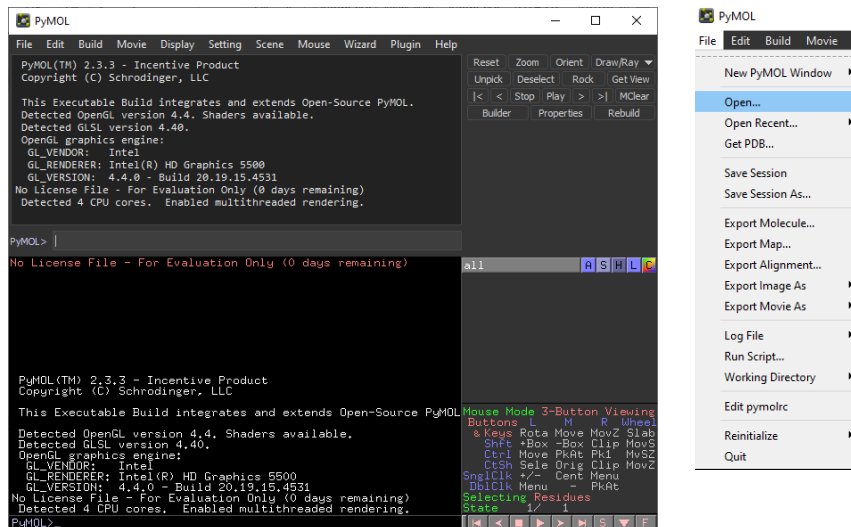 PyMOL
File Edit Build Movie Display Setting Scene Mouse Wizard Plugin Help
PyMOL(TM) 2.3.3 - Incentive Product
Copyright (C) Schrodinger, LLC
This Executable Build integrates and extends Open-Source PyMOL.
Detected OpenGL version 4.4. Shaders available.
Detected GLSL version 4.40.
OpenGL graphics engine:
GL_VENDOR: Intel
GL_RENDERER: Intel(R) HD Graphics 5500
GL_VERSION: 4.4.0 - Build 20.19.15.4531
No License File - For Evaluation Only (0 days remaining)
Detected 4 CPU cores. Enabled multithreaded rendering.
PyMOL>
Reset Zoom Orient Draw/Ray
Unpick Deselect Rock Get View
|< < Stop Play > >| MClear
Builder Properties Rebuild
No License File - For Evaluation Only (0 days remaining)
PyMOL(TM) 2.3.3 - Incentive Product
Copyright (C) Schrodinger, LLC
This Executable Build integrates and extends Open-Source PyMOL
Detected OpenGL version 4.4. Shaders available.
Detected GLSL version 4.40.
OpenGL graphics engine:
GL_VENDOR: Intel
GL_RENDERER: Intel(R) HD Graphics 5500
GL_VERSION: 4.4.0 - Build 20.19.15.4531
No License File - For Evaluation Only (0 days remaining)
Detected 4 CPU cores. Enabled multithreaded rendering.
PyMOL>_
all A S H L C
Mouse Mode 3-Button Viewing
Buttons L M R Wheel
& Keys Rota Move MovZ Slab
Shft +Box -Box Clip MovS
Ctrl Move PkAt Pk1 MvSZ
CtSh Sele Orig Clip MovZ
SnglClk +/- Cent Menu
DblClk Menu - PkAt
Selecting Residues
State 1/ 1
S F
PyMOL
File Edit Build Movie
New PyMOL Window
Open...
Open Recent...
Get PDB...
Save Session
Save Session As...
Export Molecule...
Export Map...
Export Alignment...
Export Image As
Export Movie As
Log File
Run Script...
Working Directory
Edit pymolrc
Reinitialize
Quit